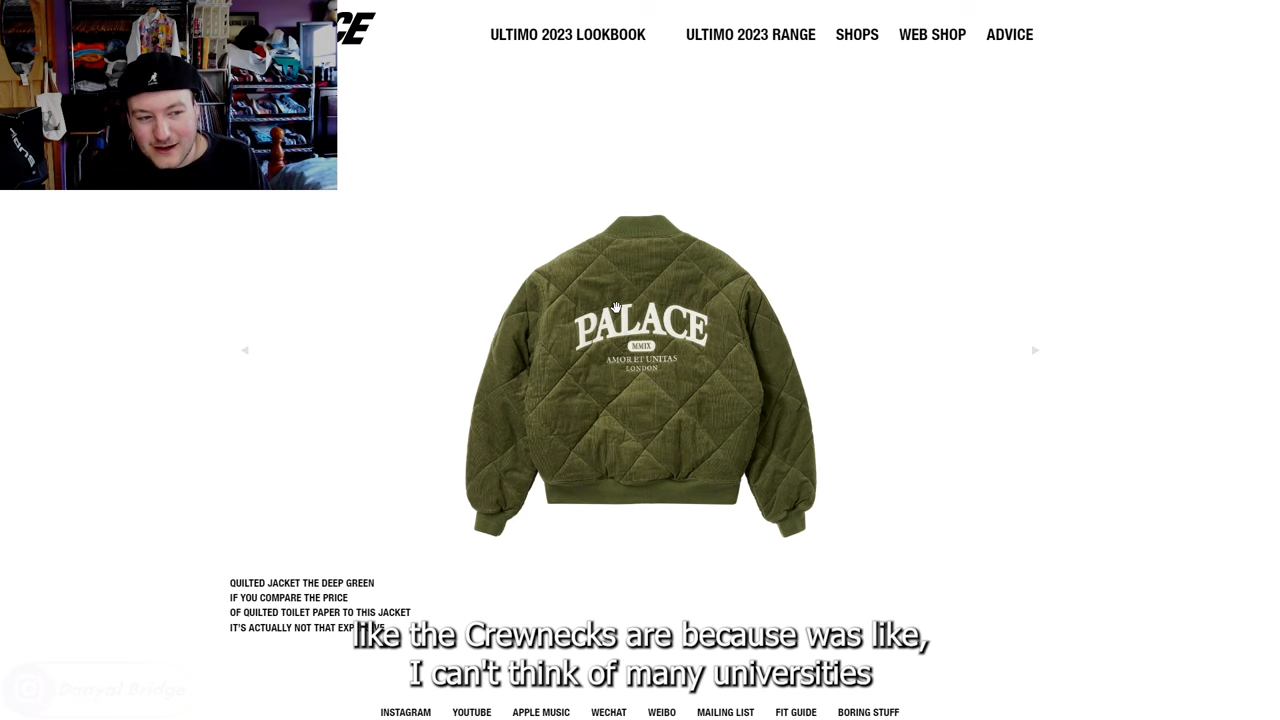 CE
ULTIMO 2023 LOOKBOOK ULTIMO 2023 RANGE SHOPS WEB SHOP ADVICE
PALACE
MMIX
AMOR ET UNITAS
LONDON
QUILTED JACKET THE DEEP GREEN
IF YOU COMPARE THE PRICE
OF QUILTED TOILET PAPER TO THIS JACKET
IT'S ACTUALLY NOT THAT
like the Crewnecks are because was like,
I can't think of many universities
Danyal Bridge
INSTAGRAM YOUTUBE APPLE MUSIC WECHAT WEIBO MAILING LIST FIT GUIDE BORING STUFF